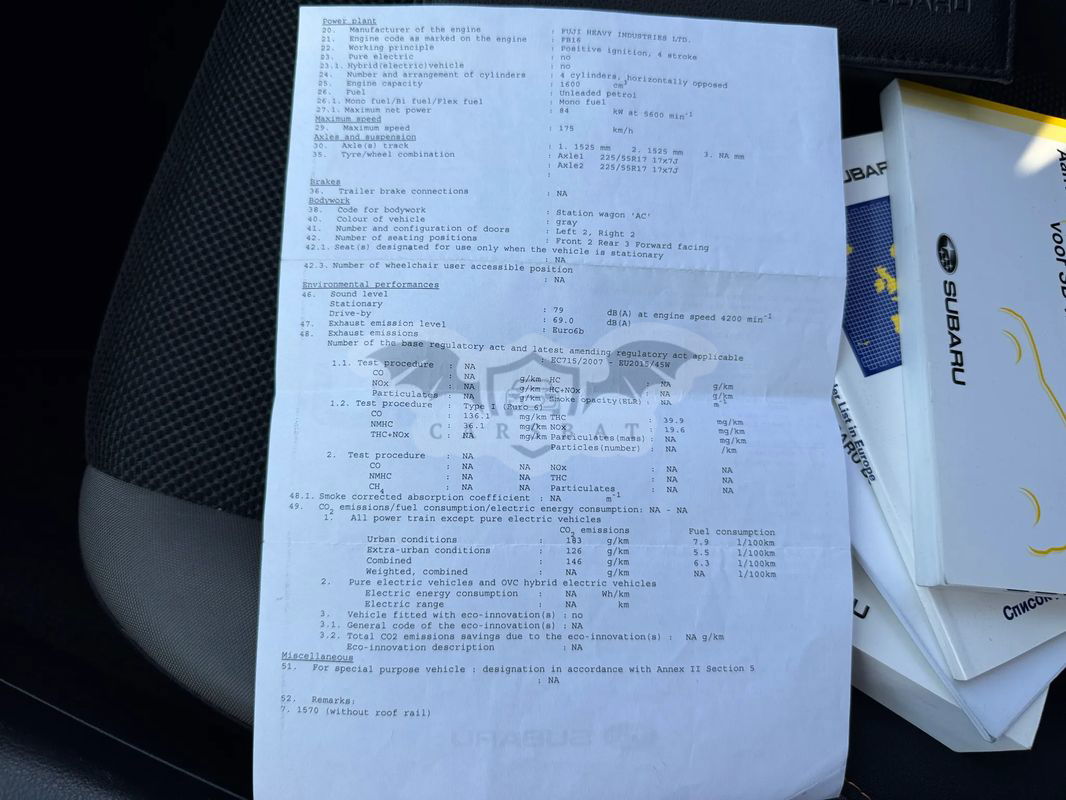 Power plant
20. Manufacturer of the engine : FUJI HEAVY INDUSTRIES LTD.
21. Engine code as marked on the engine : FB16
22. Working principle : Positive ignition, 4 stroke
23. Pure electric : no
23.1. Hybrid(electric)vehicle : no
24. Number and arrangement of cylinders : 4 cylinders, horizontally opposed
25. Engine capacity : 1600 cm³
26. Fuel : Unleaded petrol
26.1. Mono fuel/Bi fuel/Flex fuel : Mono fuel
27.1. Maximum net power : 84 kW at 5600 min⁻¹
Maximum speed
29. Maximum speed : 175 km/h
Axles and suspension
30. Axle(s) track : 1. 1525 mm 2. 1525 mm 3. NA mm
35. Tyre/wheel combination : Axle1 225/55R17 17x7J
: Axle2 225/55R17 17x7J
:
Brakes
36. Trailer brake connections : NA
Bodywork
38. Code for bodywork : Station wagon 'AC'
40. Colour of vehicle : gray
41. Number and configuration of doors : Left 2, Right 2
42. Number of seating positions : Front 2 Rear 3 Forward facing
42.1. Seat(s) designated for use only when the vehicle is stationary
: NA
42.3. Number of wheelchair user accessible position
: NA
Environmental performances
46. Sound level
Stationary : 79 dB(A) at engine speed 4200 min⁻¹
Drive-by : 69.0 dB(A)
47. Exhaust emission level : Euro6b
48. Exhaust emissions
Number of the base regulatory act and latest amending regulatory act applicable
: EC715/2007 - EU2015/45W
1.1. Test procedure : NA
CO : NA g/km HC : NA g/km
NOx : NA g/km HC+NOx : NA g/km
Particulates : NA g/km Smoke opacity(ELR) : NA m⁻¹
1.2. Test procedure : Type I (Euro 6)
CO : 136.1 mg/km THC : 39.9 mg/km
NMHC : 36.1 mg/km NOx : 19.6 mg/km
THC+NOx : NA mg/km Particulates(mass) : NA mg/km
Particles(number) : NA /km
2. Test procedure : NA
CO : NA NA NOx : NA NA
NMHC : NA NA THC : NA NA
CH₄ : NA NA Particulates : NA NA
48.1. Smoke corrected absorption coefficient : NA m⁻¹
49. CO₂ emissions/fuel consumption/electric energy consumption: NA - NA
1. All power train except pure electric vehicles
CO₂ emissions Fuel consumption
Urban conditions : 183 g/km 7.9 l/100km
Extra-urban conditions : 126 g/km 5.5 l/100km
Combined : 146 g/km 6.3 l/100km
Weighted, combined : NA g/km NA l/100km
2. Pure electric vehicles and OVC hybrid electric vehicles
Electric energy consumption : NA Wh/km
Electric range : NA km
3. Vehicle fitted with eco-innovation(s) : no
3.1. General code of the eco-innovation(s) : NA
3.2. Total CO2 emissions savings due to the eco-innovation(s) : NA g/km
Eco-innovation description : NA
Miscellaneous
51. For special purpose vehicle : designation in accordance with Annex II Section 5
: NA
52. Remarks:
7. 1570 (without roof rail)
CARSBAT
SUBARU
SUBARU
voor
List in Europe
SUBARU